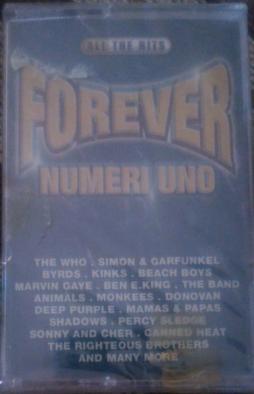 ALL THE HITS
FOREVER
NUMERI UNO
THE WHO . SIMON & GARFUNKEL
BYRDS . KINKS . BEACH BOYS
MARVIN GAYE . BEN E.KING . THE BAND
ANIMALS . MONKEES . DONOVAN
DEEP PURPLE . MAMAS & PAPAS
SHADOWS . PERCY SLEDGE
SONNY AND CHER . CANNED HEAT
THE RIGHTEOUS BROTHERS
AND MANY MORE